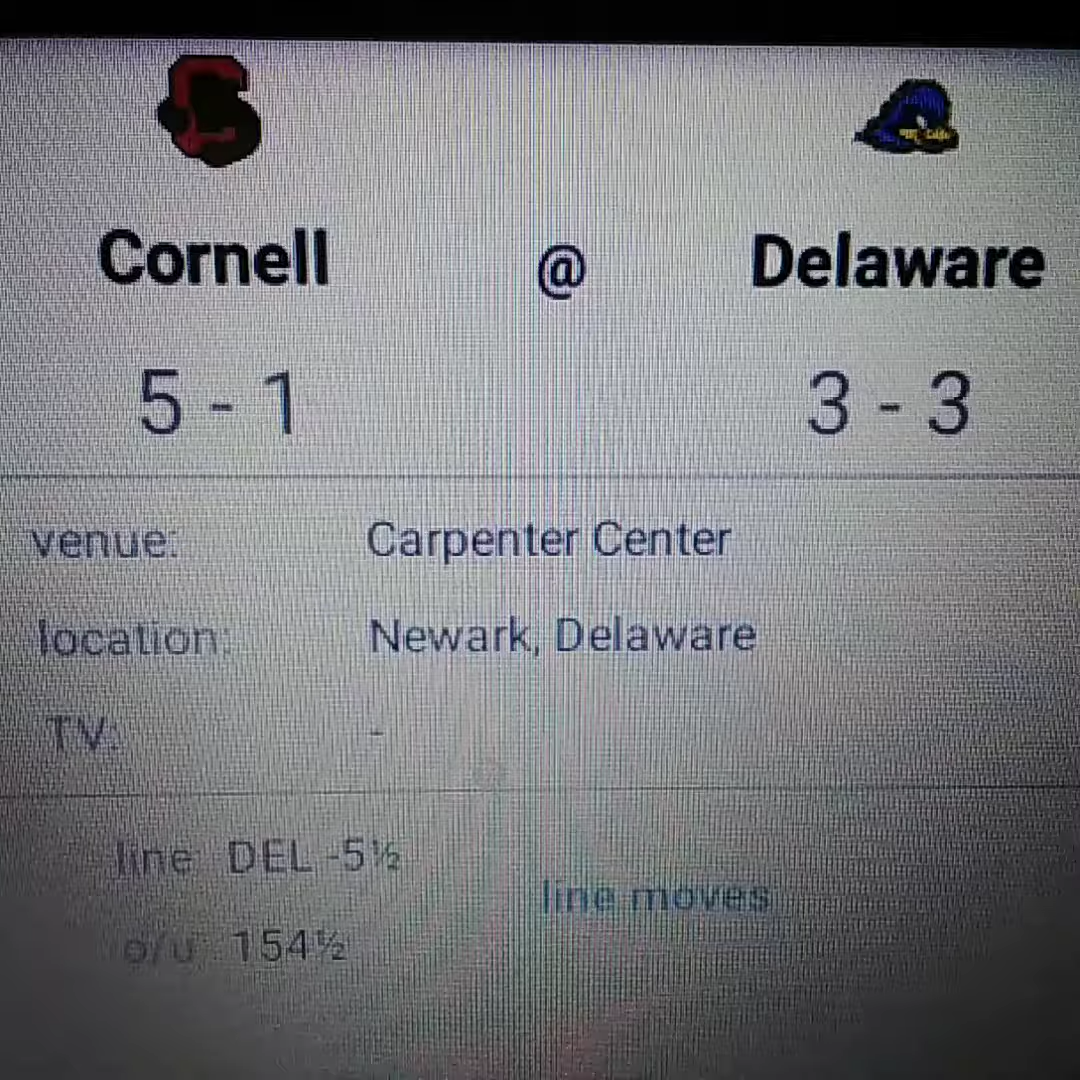 Cornell @ Delaware
5 - 1 3 - 3
venue: Carpenter Center
location: Newark, Delaware
TV: -
line DEL -5½
line moves
o/u 154½